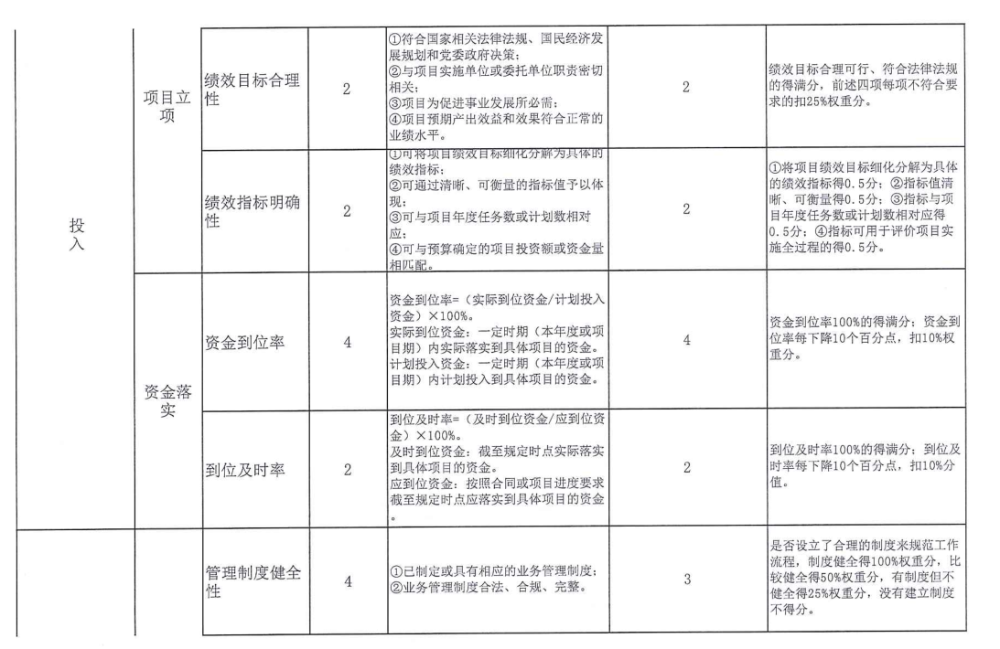 投
入
项目立
项
绩效目标合理
性
2
①符合国家相关法律法规、国民经济发
展规划和党委政府决策；
②与项目实施单位或委托单位职责密切
相关；
③项目为促进事业发展所必需；
④项目预期产出效益和效果符合正常的
业绩水平。
2
绩效目标合理可行、符合法律法规
的得满分，前述四项每项不符合要
求的扣25%权重分。
绩效指标明确
性
2
①可将项目绩效目标细化分解为具体的
绩效指标；
②可通过清晰、可衡量的指标值予以体
现；
③可与项目年度任务数或计划数相对
应；
④可与预算确定的项目投资额或资金量
相匹配。
2
①将项目绩效目标细化分解为具体
的绩效指标得0.5分；②指标值清
晰、可衡量得0.5分；③指标与项
目年度任务数或计划数相对应得
0.5分；④指标可用于评价项目实
施全过程的得0.5分。
资金落
实
资金到位率
4
资金到位率=（实际到位资金/计划投入
资金）×100%。
实际到位资金：一定时期（本年度或项
目期）内实际落实到具体项目的资金。
计划投入资金：一定时期（本年度或项
目期）内计划投入到具体项目的资金。
4
资金到位率100%的得满分；资金到
位率每下降10个百分点，扣10%权
重分。
到位及时率
2
到位及时率=（及时到位资金/应到位资
金）×100%。
及时到位资金：截至规定时点实际落实
到具体项目的资金。
应到位资金：按照合同或项目进度要求
截至规定时点应落实到具体项目的资金
。
2
到位及时率100%的得满分；到位及
时率每下降10个百分点，扣10%分
值。
管理制度健全
性
4
①已制定或具有相应的业务管理制度；
②业务管理制度合法、合规、完整。
3
是否设立了合理的制度来规范工作
流程，制度健全得100%权重分，比
较健全得50%权重分，有制度但不
健全得25%权重分，没有建立制度
不得分。